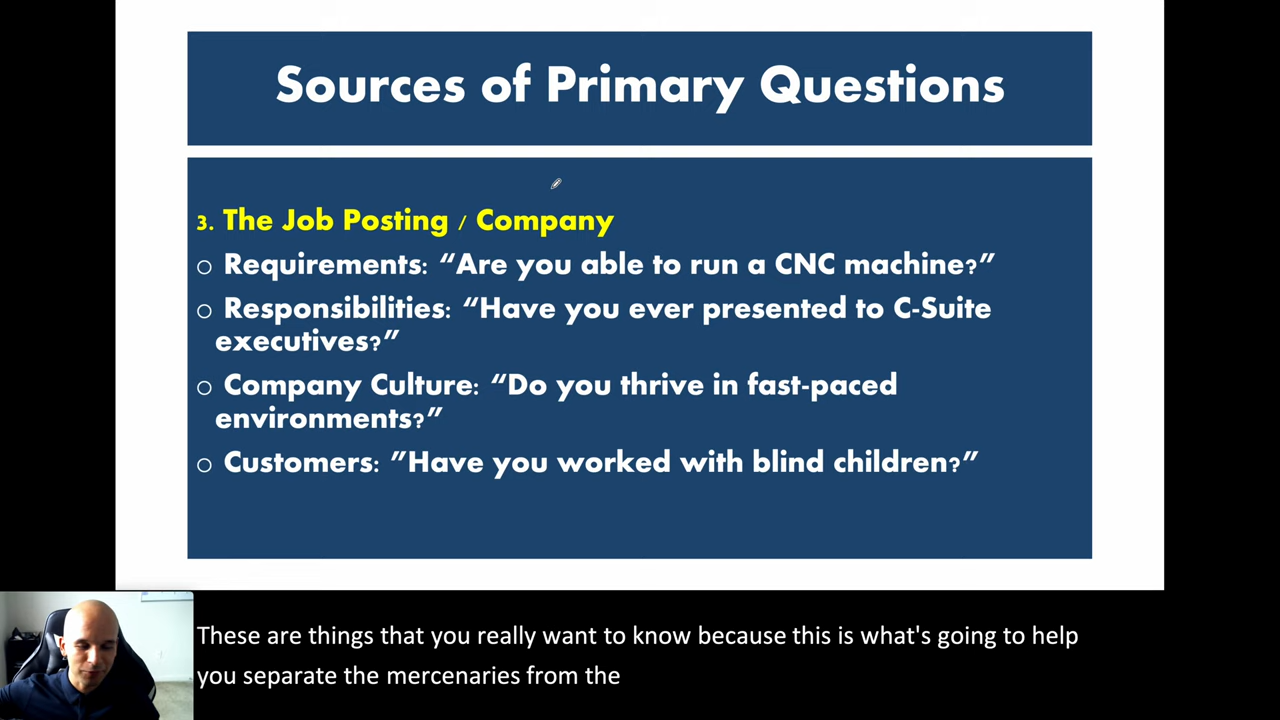 Sources of Primary Questions
3. The Job Posting / Company
o Requirements: “Are you able to run a CNC machine?”
o Responsibilities: “Have you ever presented to C-Suite
executives?”
o Company Culture: “Do you thrive in fast-paced
environments?”
o Customers: ”Have you worked with blind children?”
These are things that you really want to know because this is what's going to help
you separate the mercenaries from the